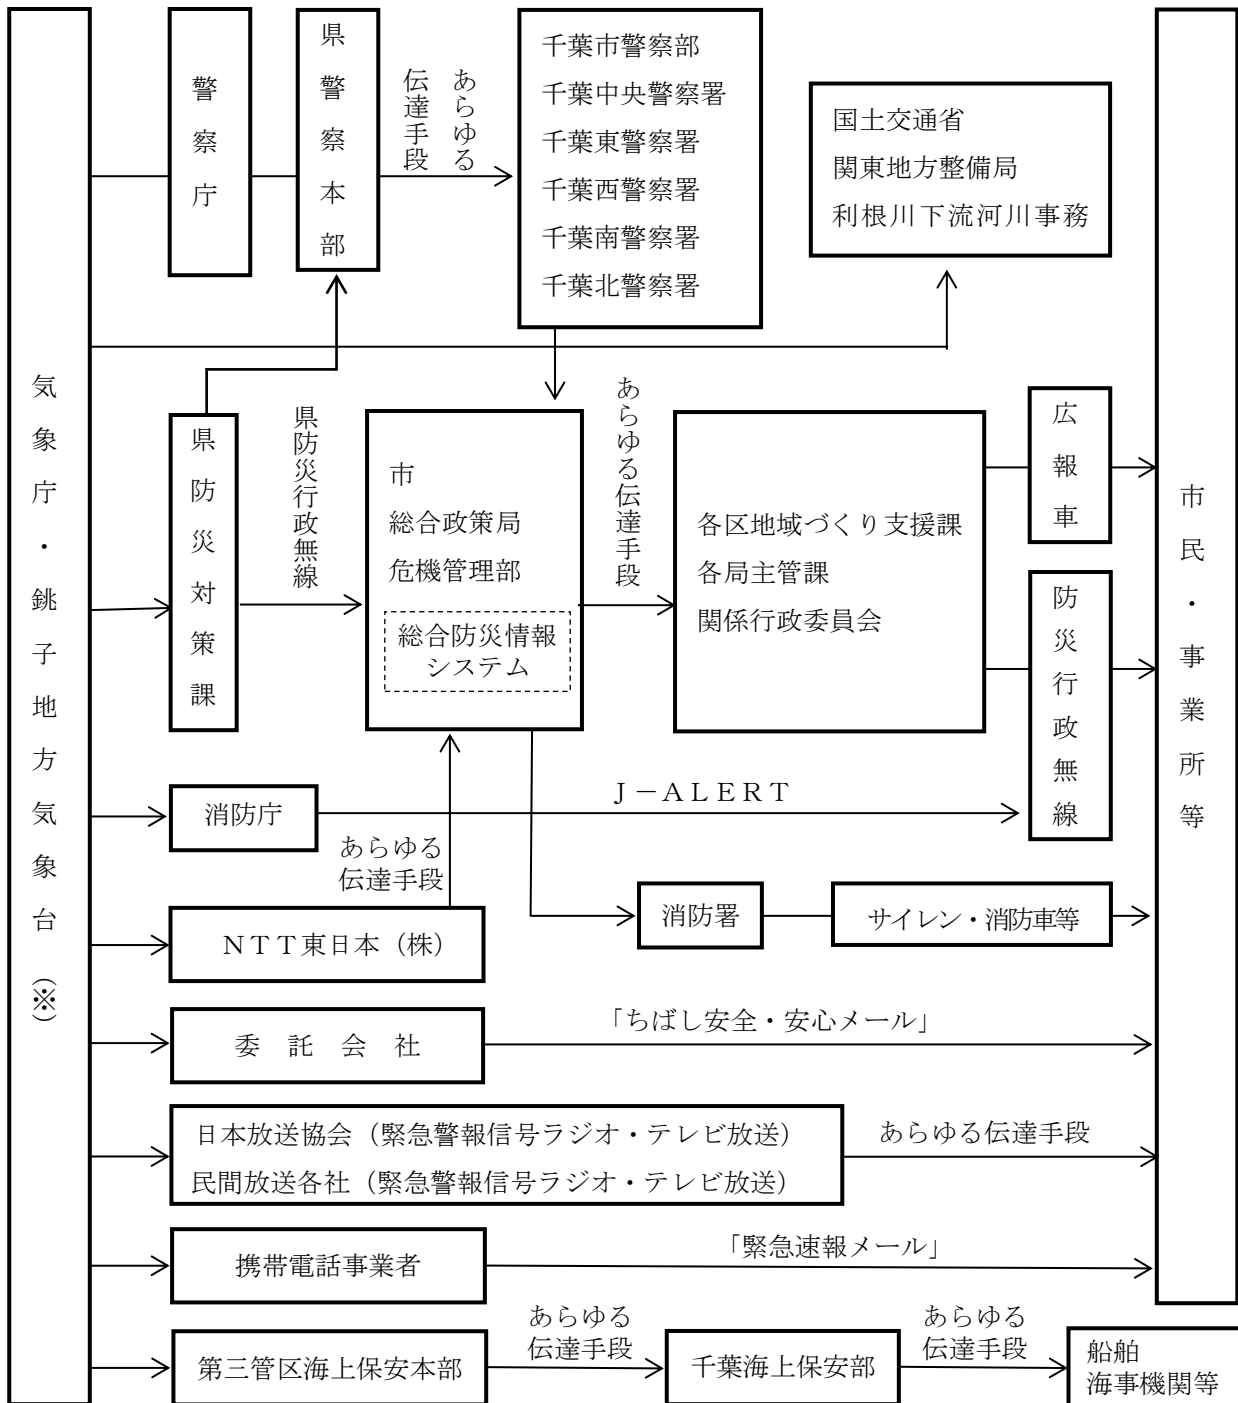 気象庁・銚子地方気象台(※)
警察庁
県警察本部
あらゆる
伝達手段
千葉市警察部
千葉中央警察署
千葉東警察署
千葉西警察署
千葉南警察署
千葉北警察署
国土交通省
関東地方整備局
利根川下流河川事務
県防災対策課
県防災行政無線
市
総合政策局
危機管理部
総合防災情報
システム
あらゆる伝達手段
各区地域づくり支援課
各局主管課
関係行政委員会
広報車
防災行政無線
市民・事業所等
消防庁
J－ALERT
あらゆる
伝達手段
NTT東日本（株）
消防署
サイレン・消防車等
委託会社
「ちばし安全・安心メール」
日本放送協会（緊急警報信号ラジオ・テレビ放送）
民間放送各社（緊急警報信号ラジオ・テレビ放送）
あらゆる伝達手段
携帯電話事業者
「緊急速報メール」
第三管区海上保安本部
あらゆる
伝達手段
千葉海上保安部
あらゆる
伝達手段
船舶
海事機関等